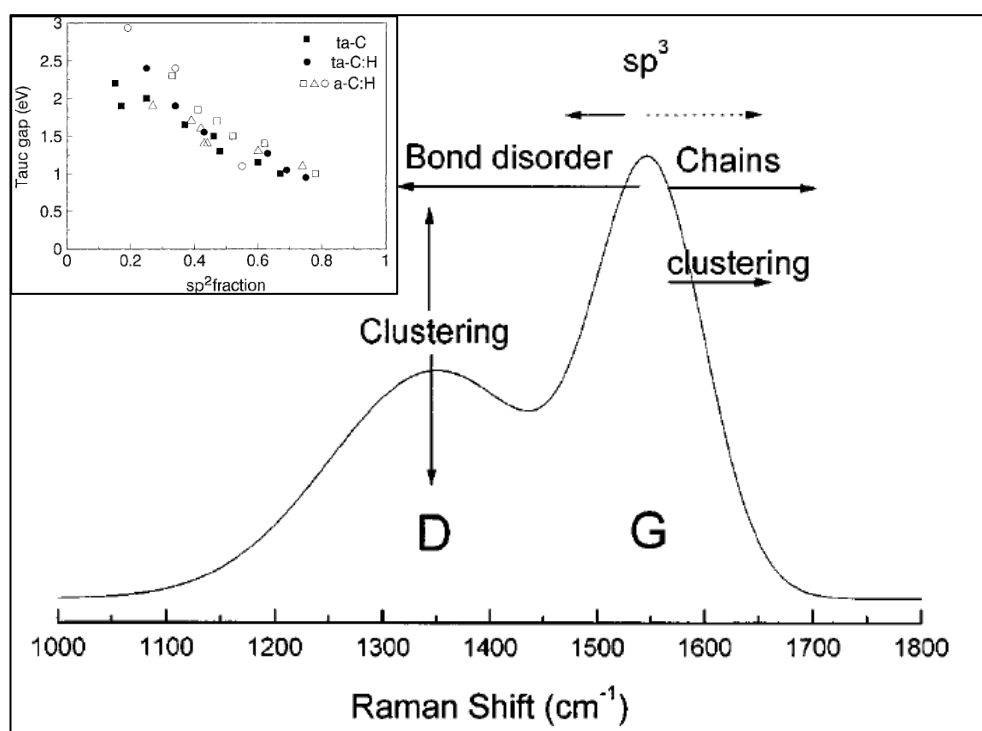 3
2.5
2
1.5
1
0.5
0
Tauc gap (eV)
■ ta-C
● ta-C:H
□ △ ○ a-C:H
0 0.2 0.4 0.6 0.8 1
sp²fraction
sp³
Bond disorder
Chains
clustering
Clustering
D
G
1000 1100 1200 1300 1400 1500 1600 1700 1800
Raman Shift (cm⁻¹)